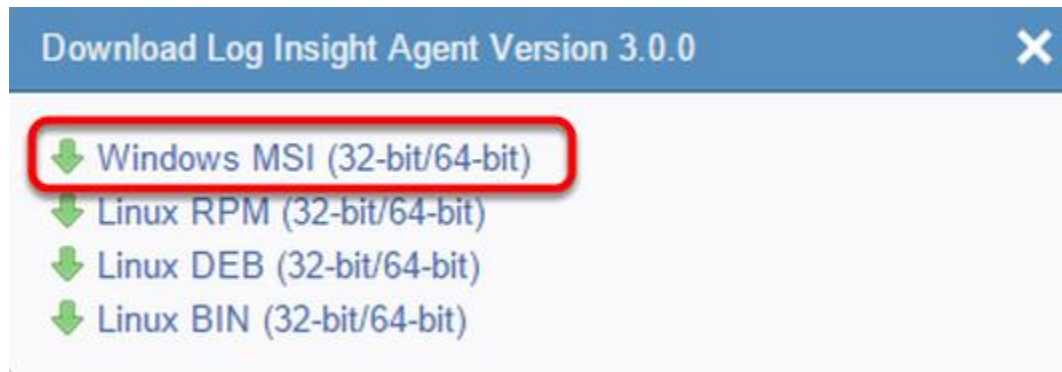 Download Log Insight Agent Version 3.0.0
Windows MSI (32-bit/64-bit)
Linux RPM (32-bit/64-bit)
Linux DEB (32-bit/64-bit)
Linux BIN (32-bit/64-bit)